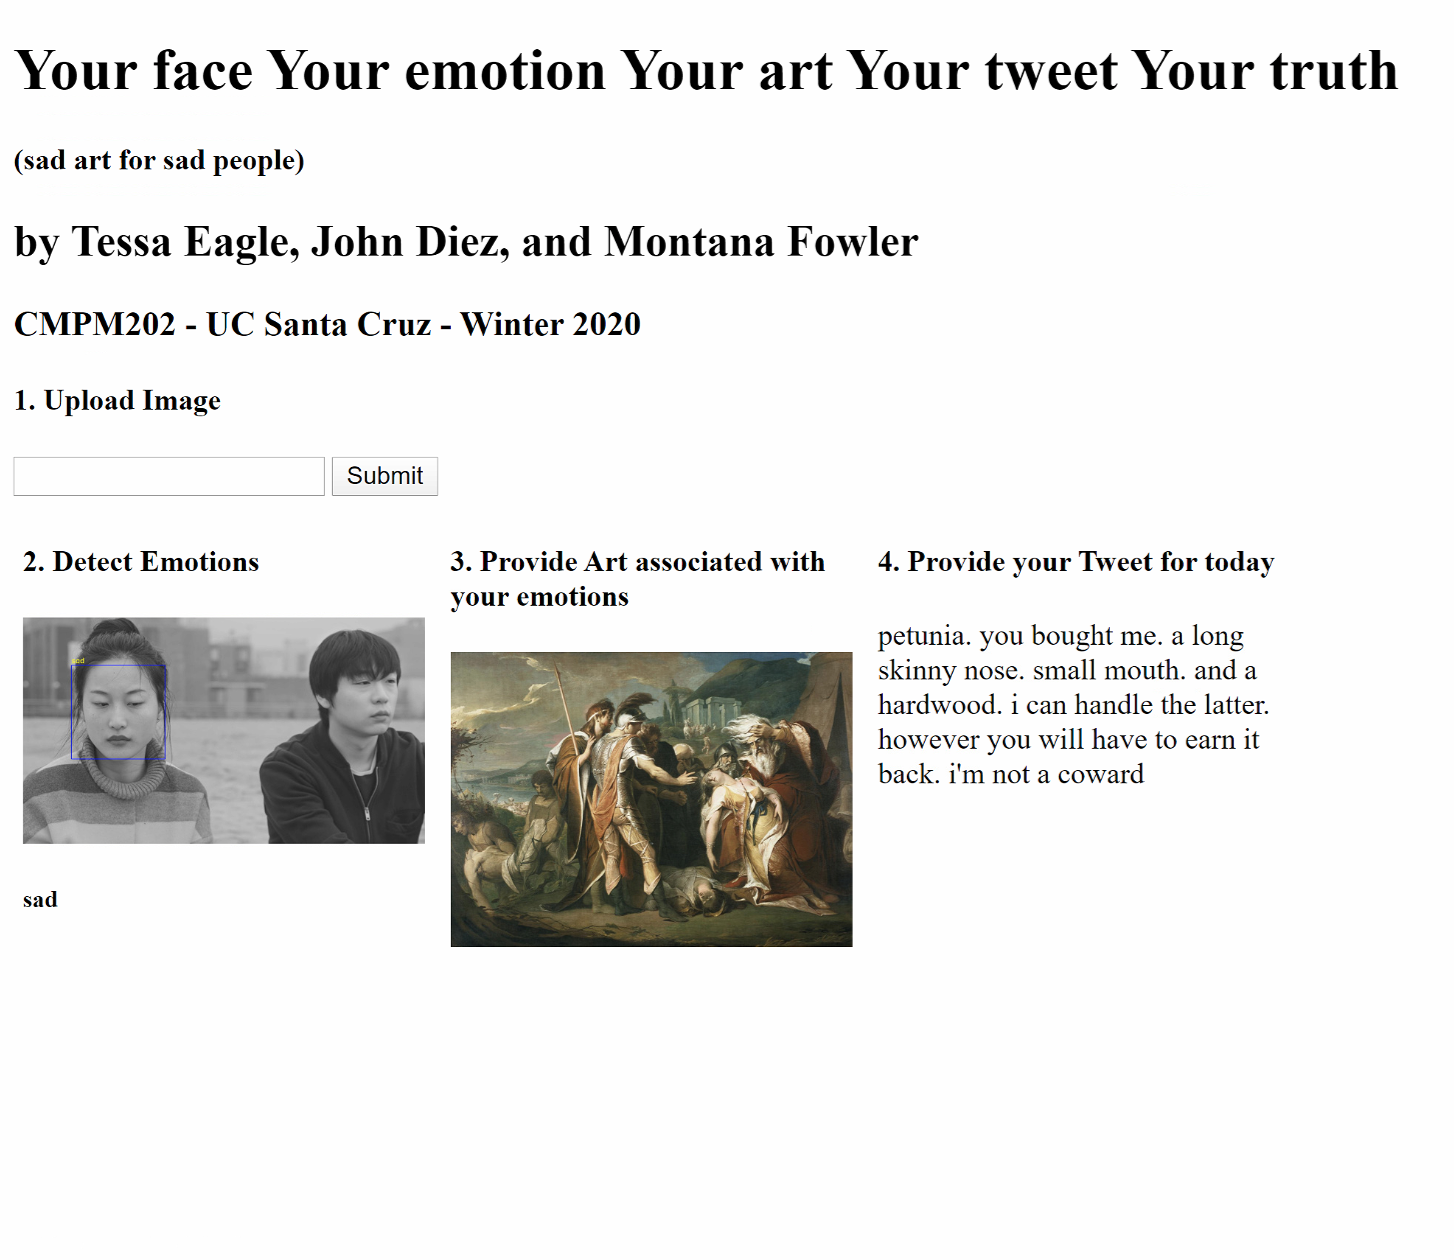 Your face Your emotion Your art Your tweet Your truth
(sad art for sad people)
by Tessa Eagle, John Diez, and Montana Fowler
CMPM202 - UC Santa Cruz - Winter 2020
1. Upload Image
Submit
2. Detect Emotions
sad
sad
3. Provide Art associated with
your emotions
4. Provide your Tweet for today
petunia. you bought me. a long
skinny nose. small mouth. and a
hardwood. i can handle the latter.
however you will have to earn it
back. i'm not a coward